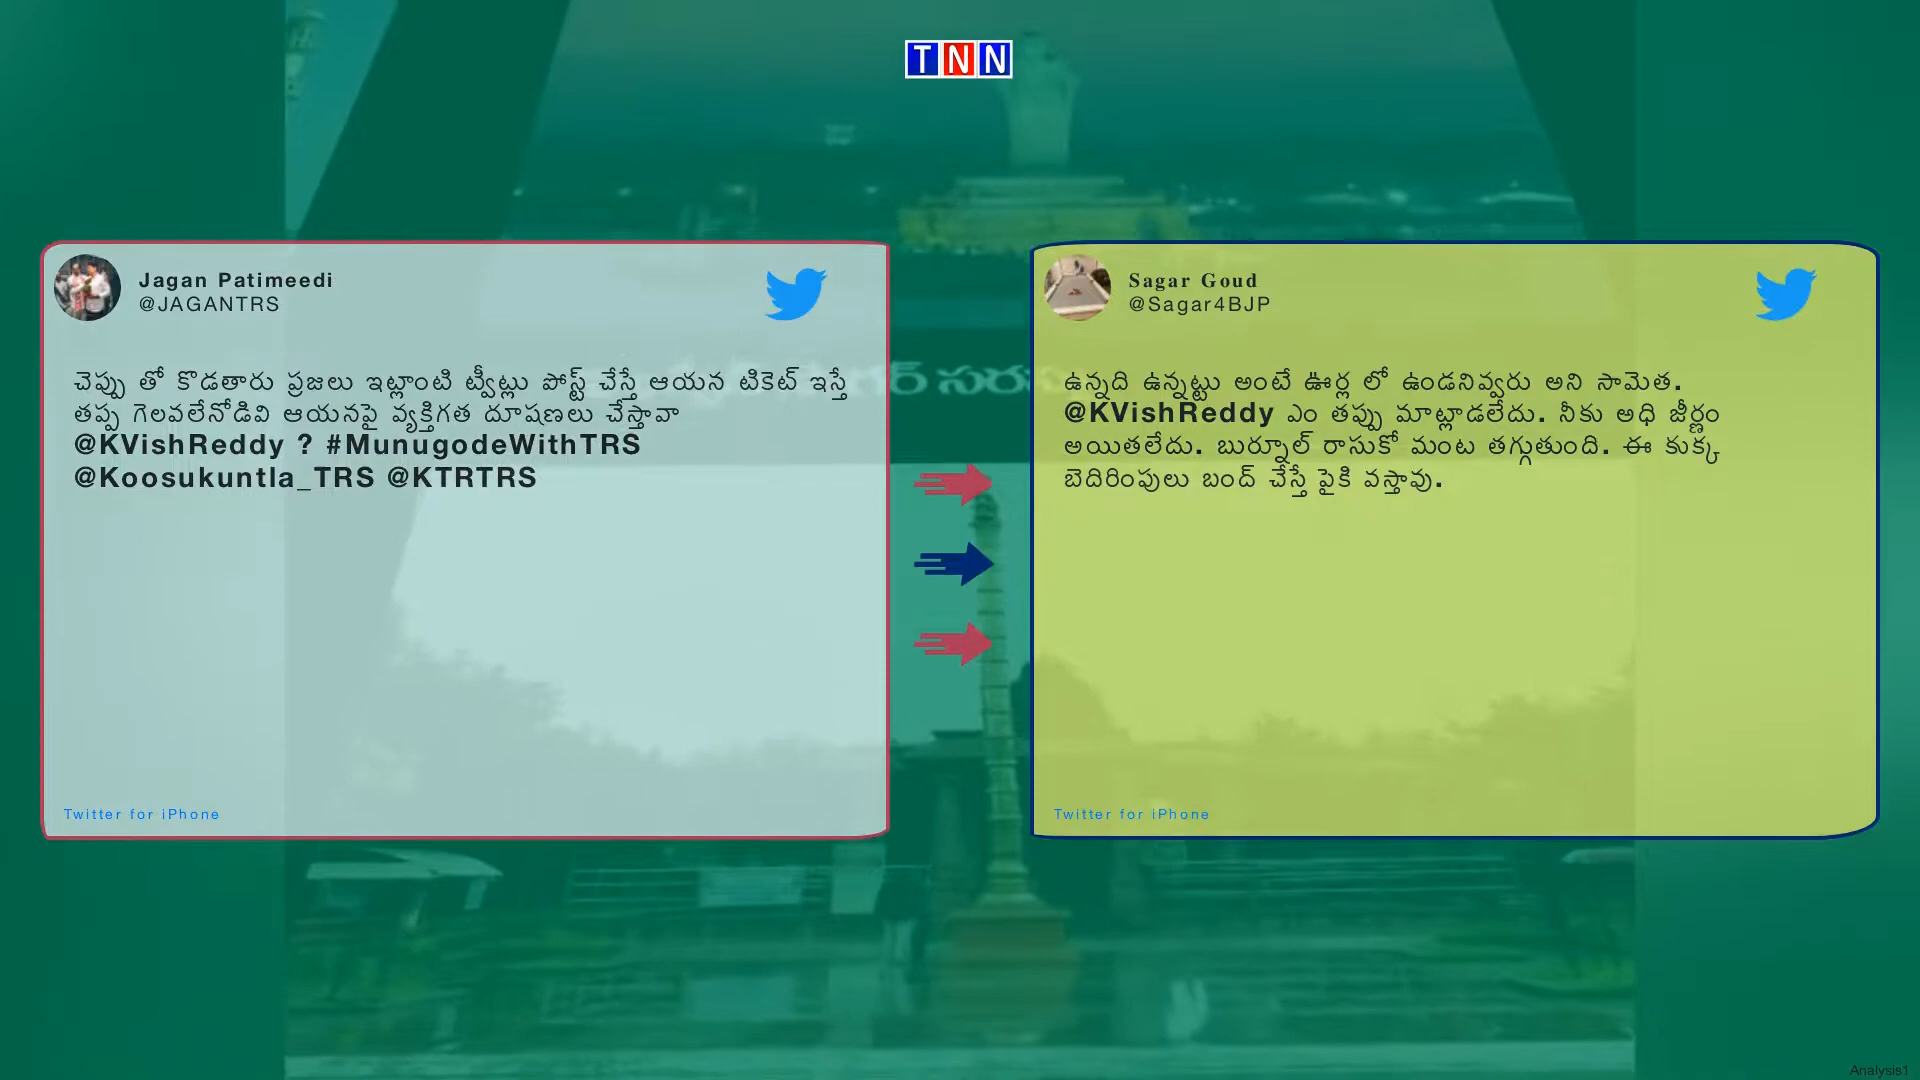 TNN
Jagan Patimeedi
@JAGANTRS
చెప్పు తో కొడతారు ప్రజలు ఇట్లాంటి ట్వీట్లు పోస్ట్ చేస్తే ఆయన టికెట్ ఇస్తే
తప్ప గెలవలేనోడివి ఆయనపై వ్యక్తిగత దూషణలు చేస్తావా
@KVishReddy ? #MunugodeWithTRS
@Koosukuntla_TRS @KTRTRS
Twitter for iPhone
Sagar Goud
@Sagar4BJP
ఉన్నది ఉన్నట్టు అంటే ఊర్ల లో ఉండనివ్వరు అని సామెత.
@KVishReddy ఎం తప్పు మాట్లాడలేదు. నీకు అధి జీర్ణం
అయితలేదు. బుర్నూల్ రాసుకో మంట తగ్గుతుంది. ఈ కుక్క
బెదిరింపులు బంద్ చేస్తే పైకి వస్తావు.
Twitter for iPhone
Analysis1